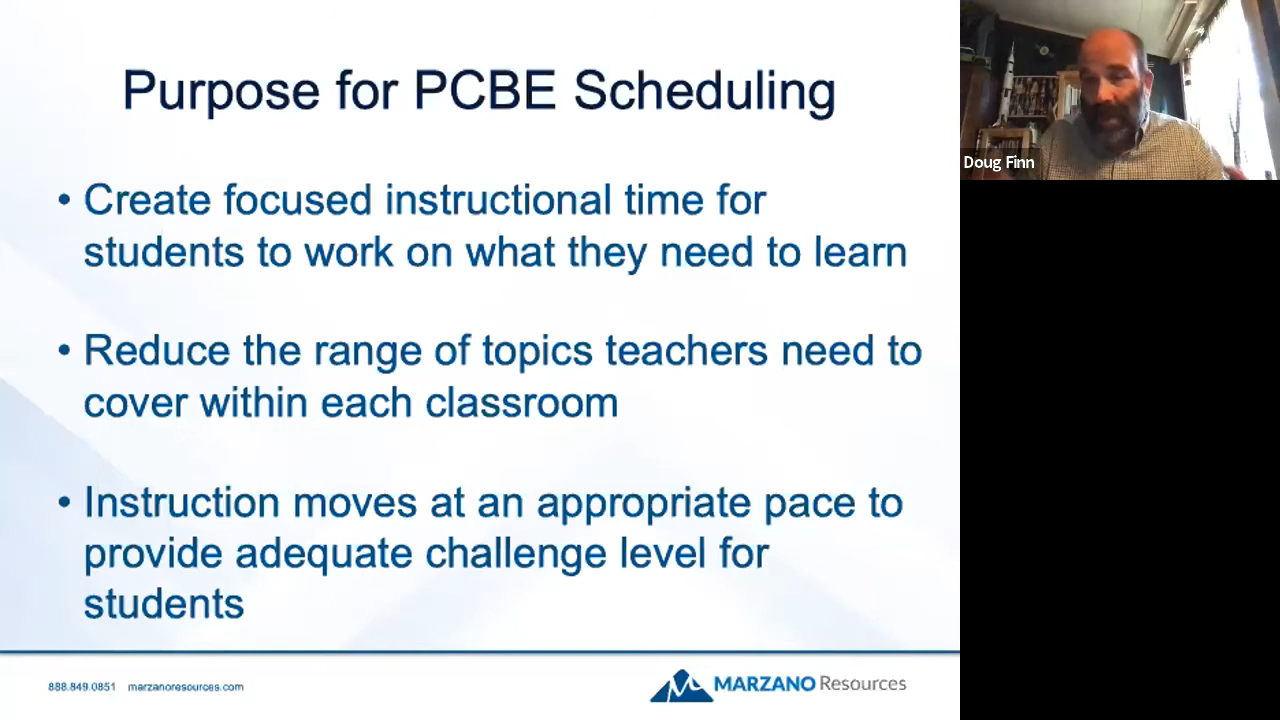 Purpose for PCBE Scheduling
• Create focused instructional time for
students to work on what they need to learn
• Reduce the range of topics teachers need to
cover within each classroom
• Instruction moves at an appropriate pace to
provide adequate challenge level for
students
888.849.0851 marzanoresources.com
MARZANO Resources
Doug Finn